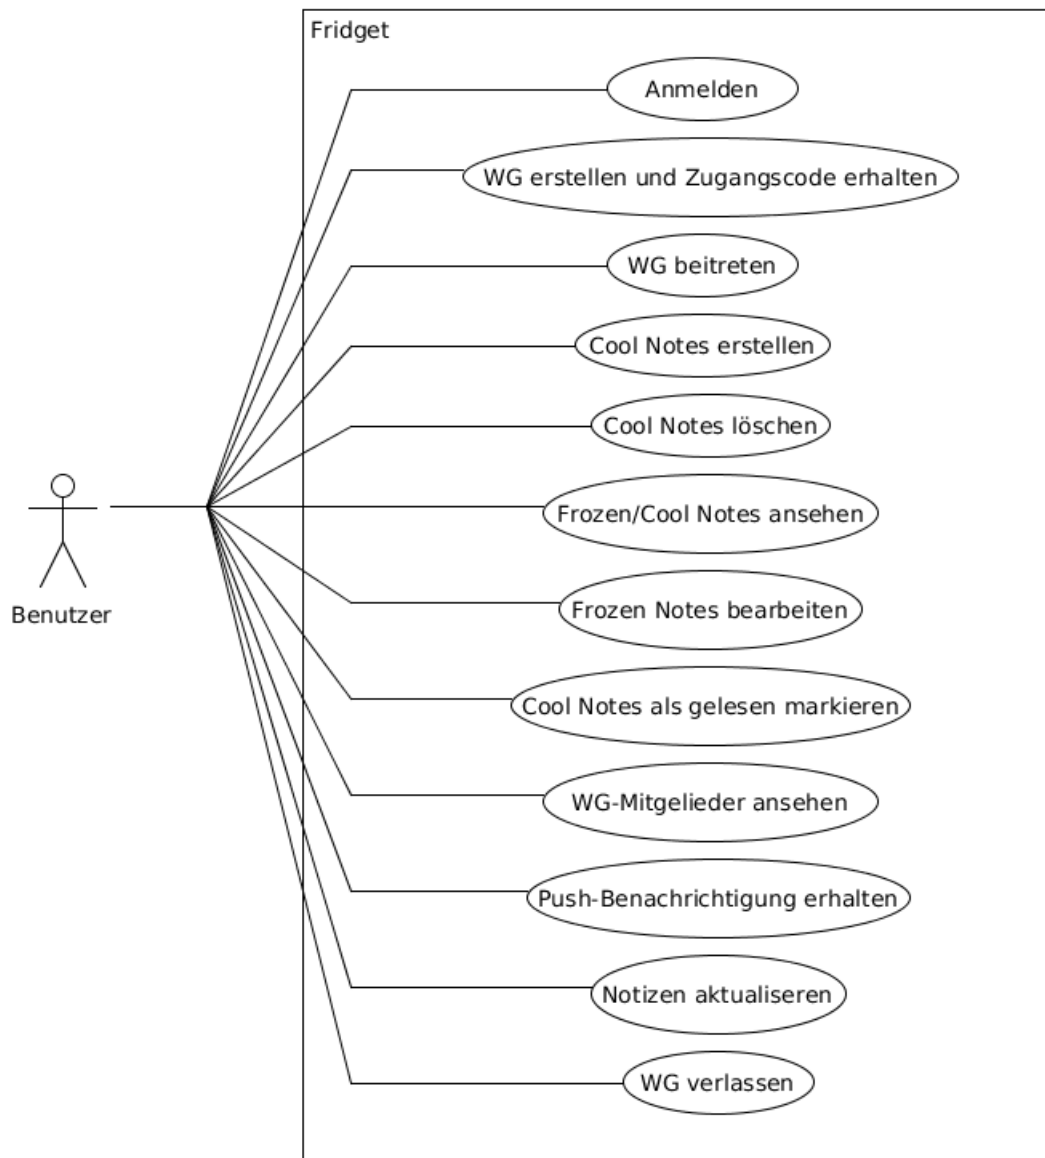 Fridget
Anmelden
WG erstellen und Zugangscode erhalten
WG beitreten
Cool Notes erstellen
Cool Notes löschen
Frozen/Cool Notes ansehen
Benutzer
Frozen Notes bearbeiten
Cool Notes als gelesen markieren
WG-Mitgelieder ansehen
Push-Benachrichtigung erhalten
Notizen aktualiseren
WG verlassen